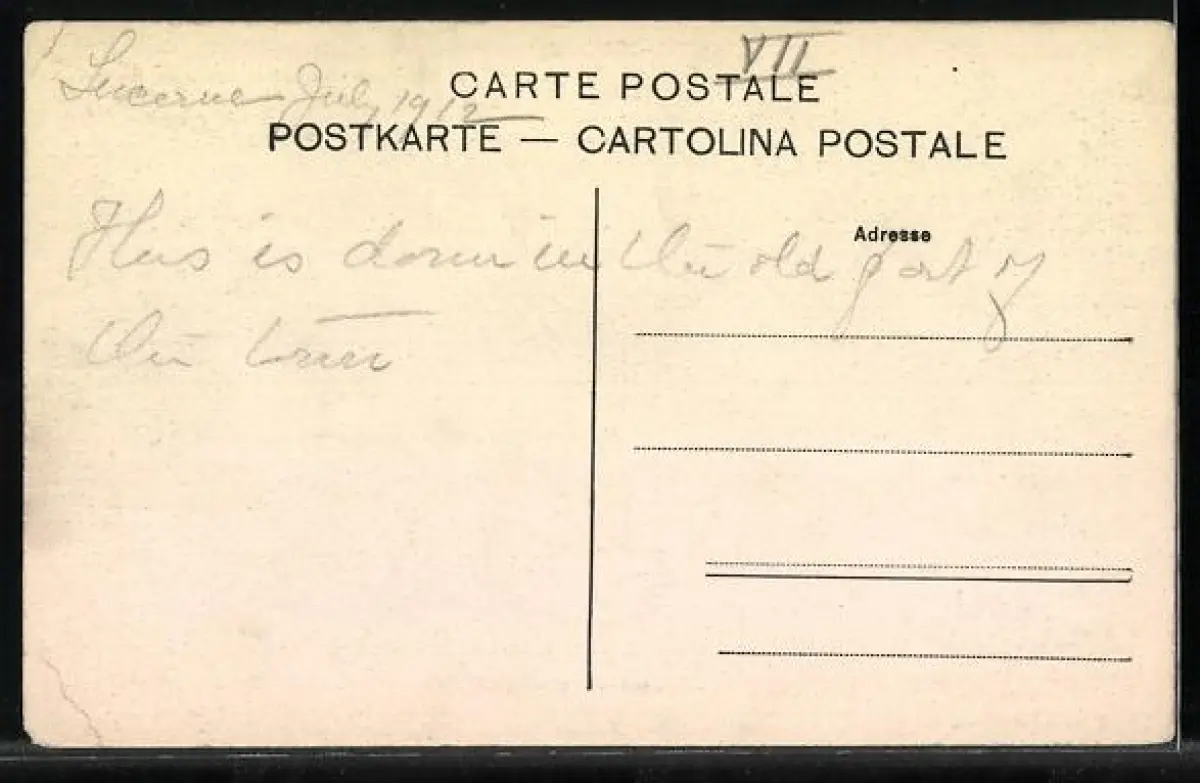 VII
Lucerne July 1912
CARTE POSTALE
POSTKARTE — CARTOLINA POSTALE
Adresse
This is down in the old part of
the town